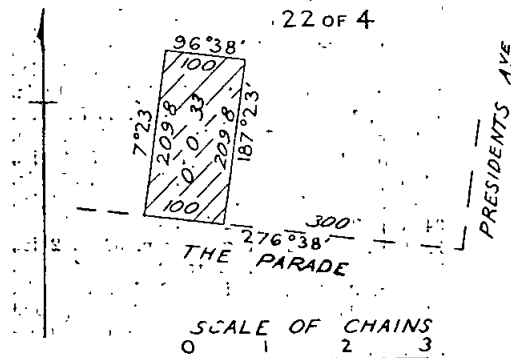 22 OF 4
96°38'
100
7°23'
209.8
0. 0. 33
209.8
187°23'
100
300
276°38'
PRESIDENTS AVE
THE PARADE
SCALE OF CHAINS
0 1 2 3